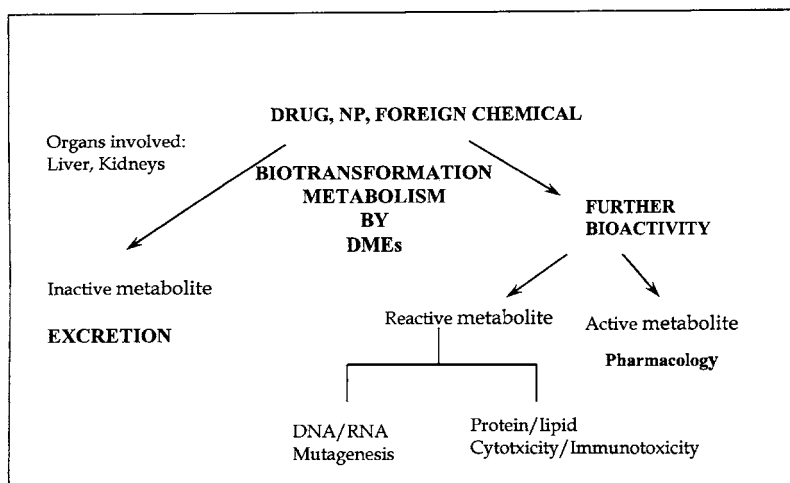 DRUG, NP, FOREIGN CHEMICAL
Organs involved:
Liver, Kidneys
BIOTRANSFORMATION
METABOLISM
BY
DMEs
FURTHER
BIOACTIVITY
Inactive metabolite
EXCRETION
Reactive metabolite
Active metabolite
Pharmacology
DNA/RNA
Mutagenesis
Protein/lipid
Cytotxicity/Immunotoxicity